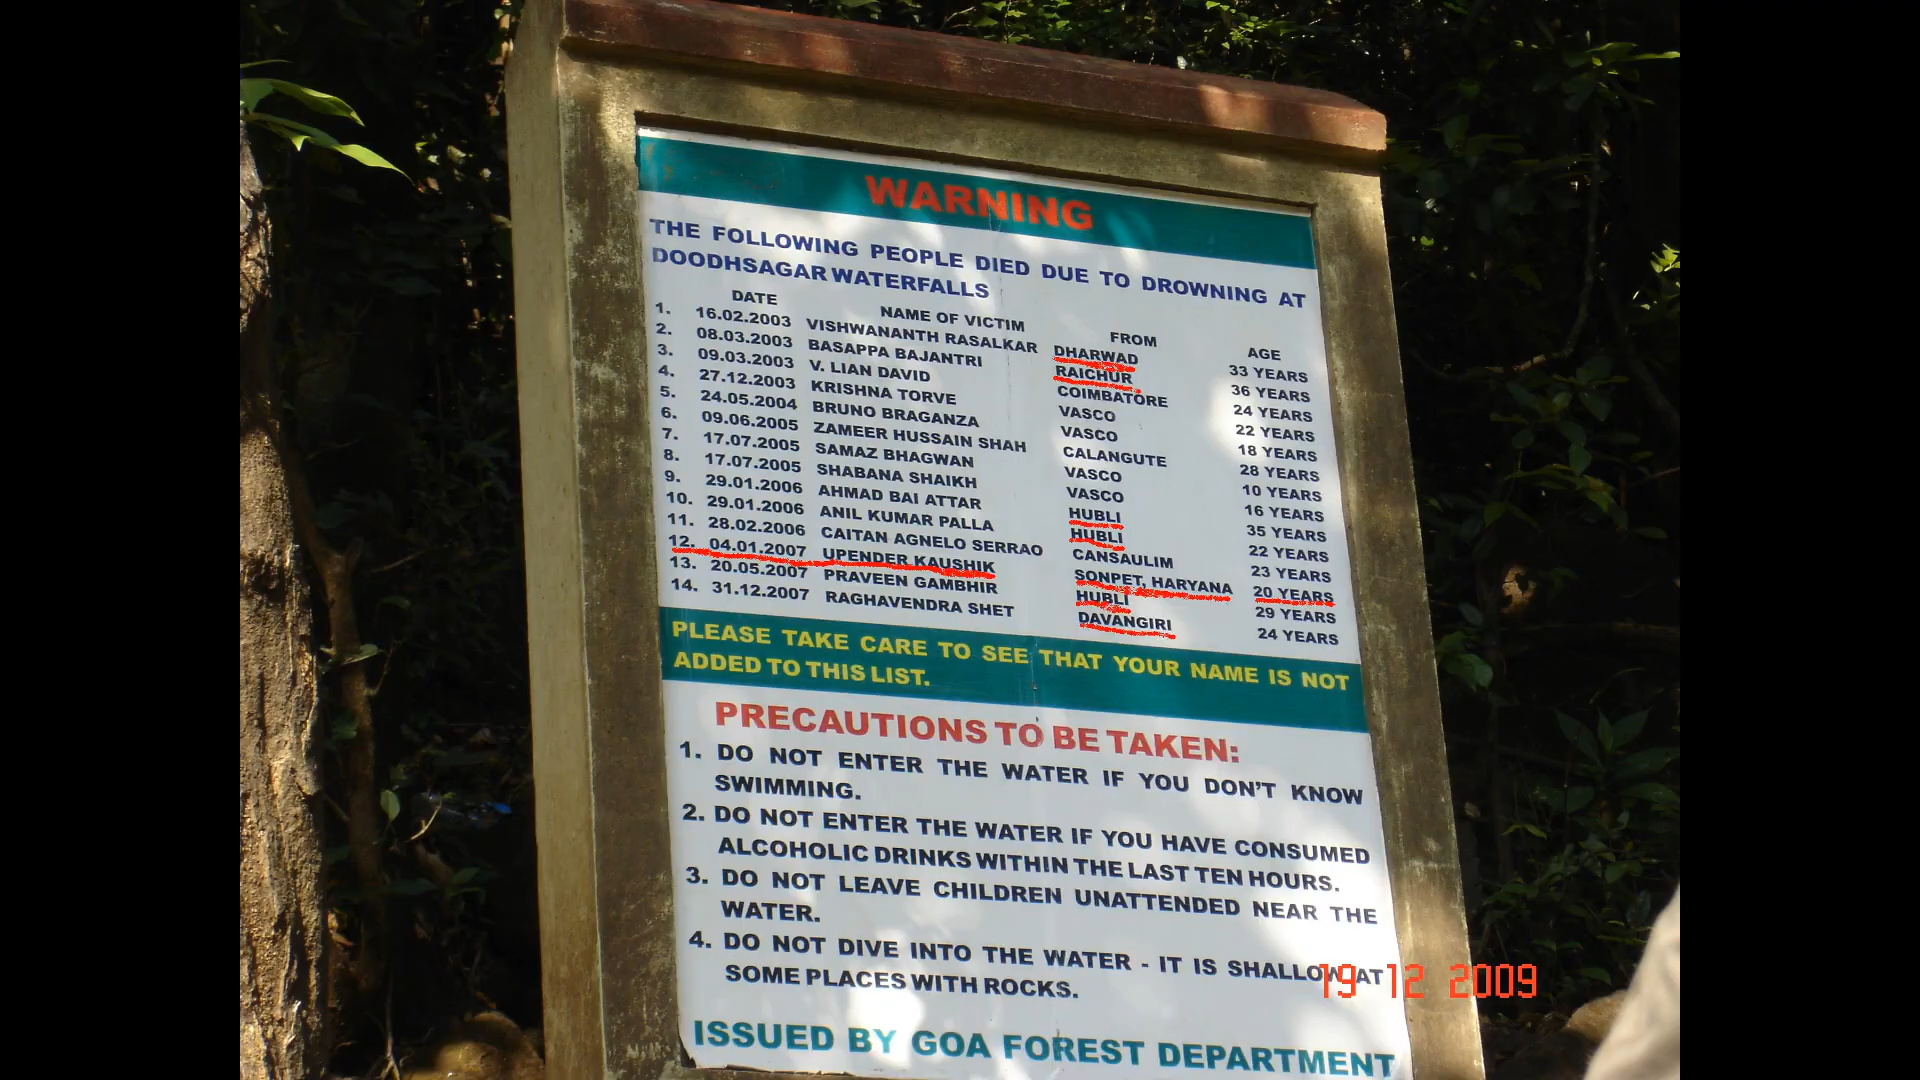 WARNING
THE FOLLOWING PEOPLE DIED DUE TO DROWNING AT
DOODHSAGAR WATERFALLS
DATE NAME OF VICTIM FROM AGE
1. 16.02.2003 VISHWANANTH RASALKAR DHARWAD 33 YEARS
2. 08.03.2003 BASAPPA BAJANTRI RAICHUR 36 YEARS
3. 09.03.2003 V. LIAN DAVID COIMBATORE 24 YEARS
4. 27.12.2003 KRISHNA TORVE VASCO 22 YEARS
5. 24.05.2004 BRUNO BRAGANZA VASCO 18 YEARS
6. 09.06.2005 ZAMEER HUSSAIN SHAH CALANGUTE 28 YEARS
7. 17.07.2005 SAMAZ BHAGWAN VASCO 10 YEARS
8. 17.07.2005 SHABANA SHAIKH VASCO 16 YEARS
9. 29.01.2006 AHMAD BAI ATTAR HUBLI 35 YEARS
10. 29.01.2006 ANIL KUMAR PALLA HUBLI 22 YEARS
11. 28.02.2006 CAITAN AGNELO SERRAO CANSAULIM 23 YEARS
12. 04.01.2007 UPENDER KAUSHIK SONPET, HARYANA 20 YEARS
13. 20.05.2007 PRAVEEN GAMBHIR HUBLI 29 YEARS
14. 31.12.2007 RAGHAVENDRA SHET DAVANGIRI 24 YEARS
PLEASE TAKE CARE TO SEE THAT YOUR NAME IS NOT
ADDED TO THIS LIST.
PRECAUTIONS TO BE TAKEN:
1. DO NOT ENTER THE WATER IF YOU DON'T KNOW
SWIMMING.
2. DO NOT ENTER THE WATER IF YOU HAVE CONSUMED
ALCOHOLIC DRINKS WITHIN THE LAST TEN HOURS.
3. DO NOT LEAVE CHILDREN UNATTENDED NEAR THE
WATER.
4. DO NOT DIVE INTO THE WATER - IT IS SHALLOW AT
SOME PLACES WITH ROCKS.
19 12 2009
ISSUED BY GOA FOREST DEPARTMENT